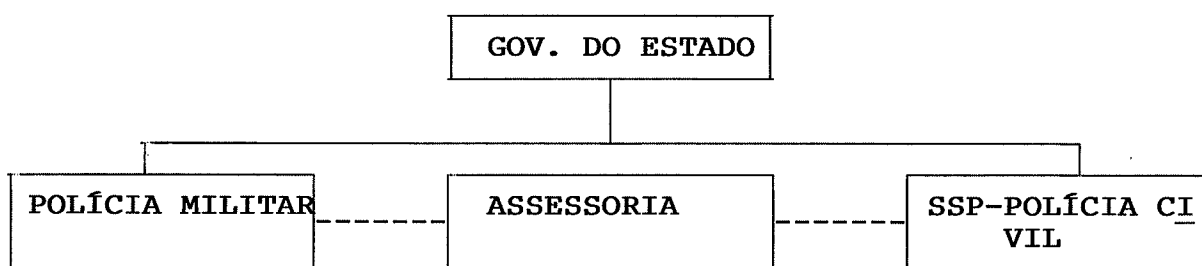 GOV. DO ESTADO
POLÍCIA MILITAR
ASSESSORIA
SSP-POLÍCIA CI
VIL